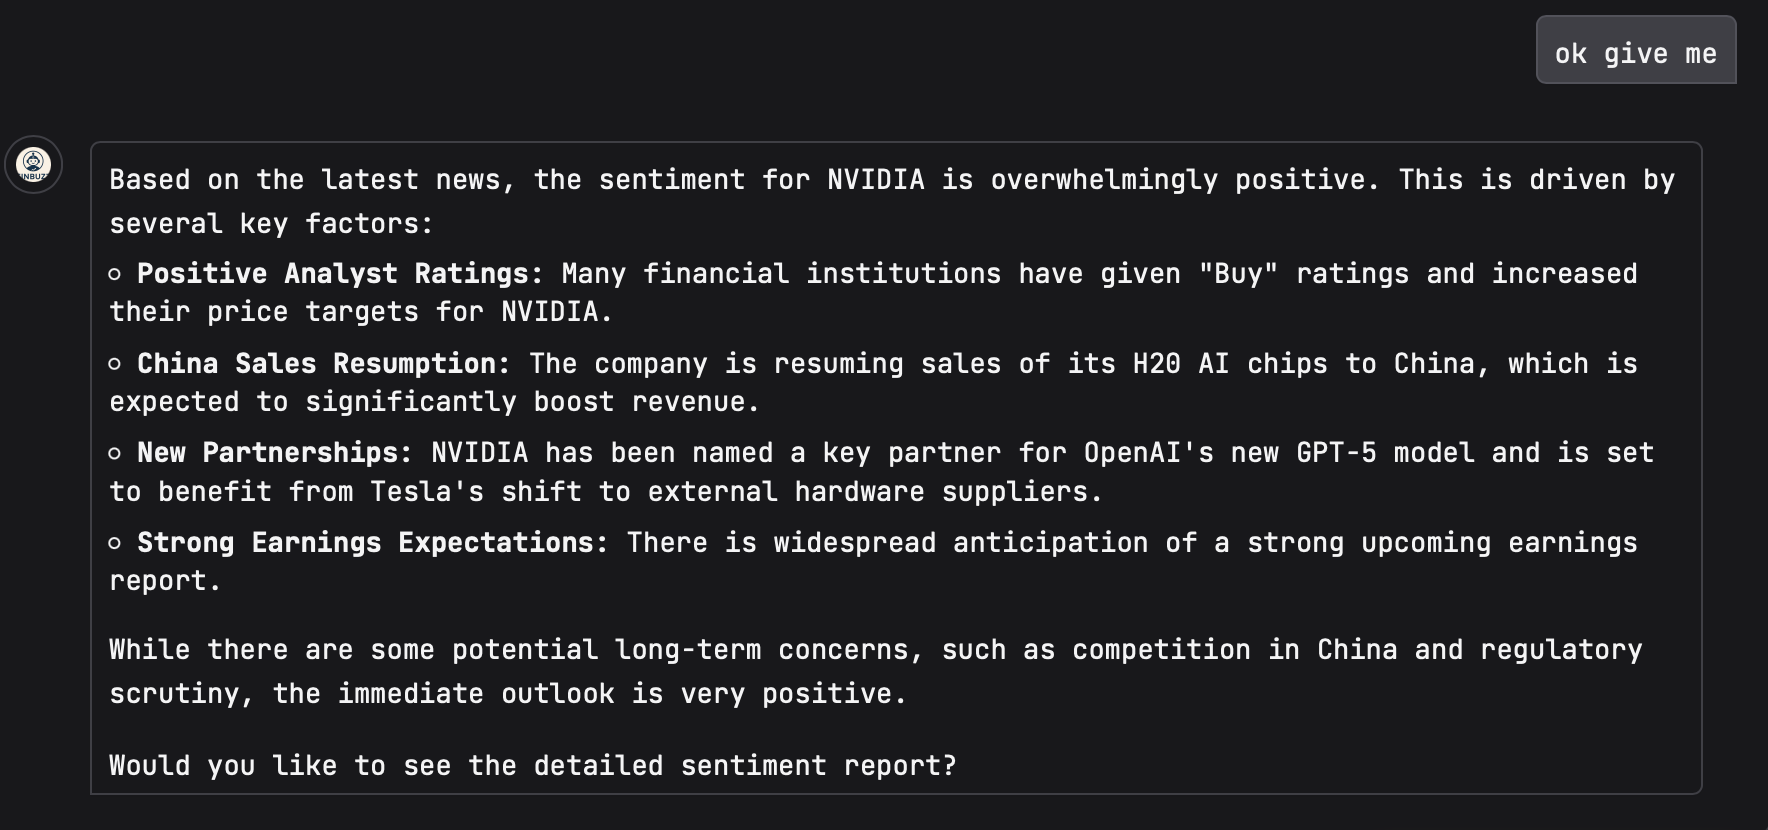 ok give me
Based on the latest news, the sentiment for NVIDIA is overwhelmingly positive. This is driven by
several key factors:
○ Positive Analyst Ratings: Many financial institutions have given "Buy" ratings and increased
their price targets for NVIDIA.
○ China Sales Resumption: The company is resuming sales of its H20 AI chips to China, which is
expected to significantly boost revenue.
○ New Partnerships: NVIDIA has been named a key partner for OpenAI's new GPT-5 model and is set
to benefit from Tesla's shift to external hardware suppliers.
○ Strong Earnings Expectations: There is widespread anticipation of a strong upcoming earnings
report.
While there are some potential long-term concerns, such as competition in China and regulatory
scrutiny, the immediate outlook is very positive.
Would you like to see the detailed sentiment report?